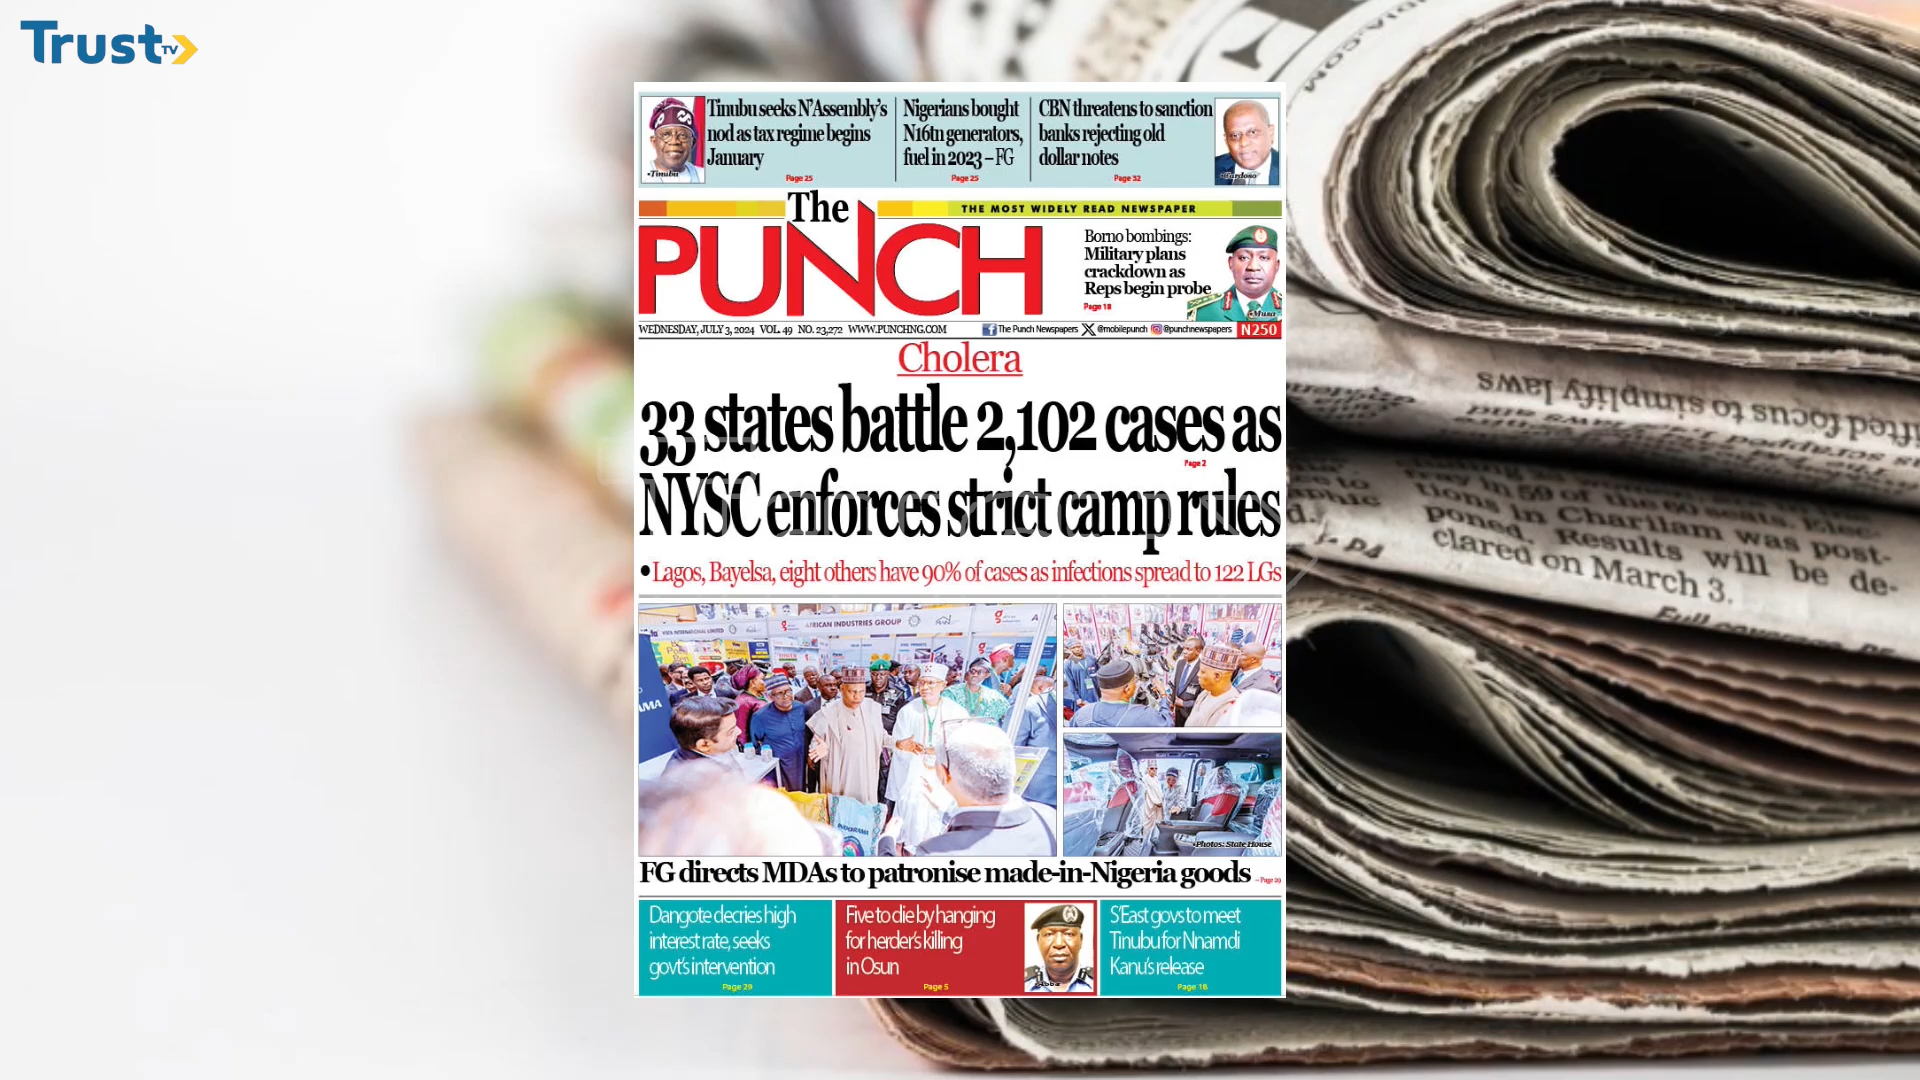 Trust TV
Tinubu seeks N'Assembly's
nod as tax regime begins
January
•Tinubu
Page 25
Nigerians bought
N16tn generators,
fuel in 2023 – FG
Page 25
CBN threatens to sanction
banks rejecting old
dollar notes
Page 32
•Cardoso
The
PUNCH
THE MOST WIDELY READ NEWSPAPER
Borno bombings:
Military plans
crackdown as
Reps begin probe
Page 18
•Musa
WEDNESDAY, JULY 3, 2024 VOL. 49 NO. 23,272 WWW.PUNCHNG.COM
The Punch Newspapers @mobilepunch @punchnewspapers N250
Cholera
33 states battle 2,102 cases as
Page 2
NYSC enforces strict camp rules
•Lagos, Bayelsa, eight others have 90% of cases as infections spread to 122 LGs
AFRICAN INDUSTRIES GROUP
INDORAMA
•Photos: State House
FG directs MDAs to patronise made-in-Nigeria goods
Dangote decries high
interest rate, seeks
govt's intervention
Page 29
Five to die by hanging
for herder's killing
in Osun
Page 5
S'East govs to meet
Tinubu for Nnamdi
Kanu's release
Page 18
focus to simplify laws
tions in Charilam was post-
poned. Results will be de-
clared on March 3.